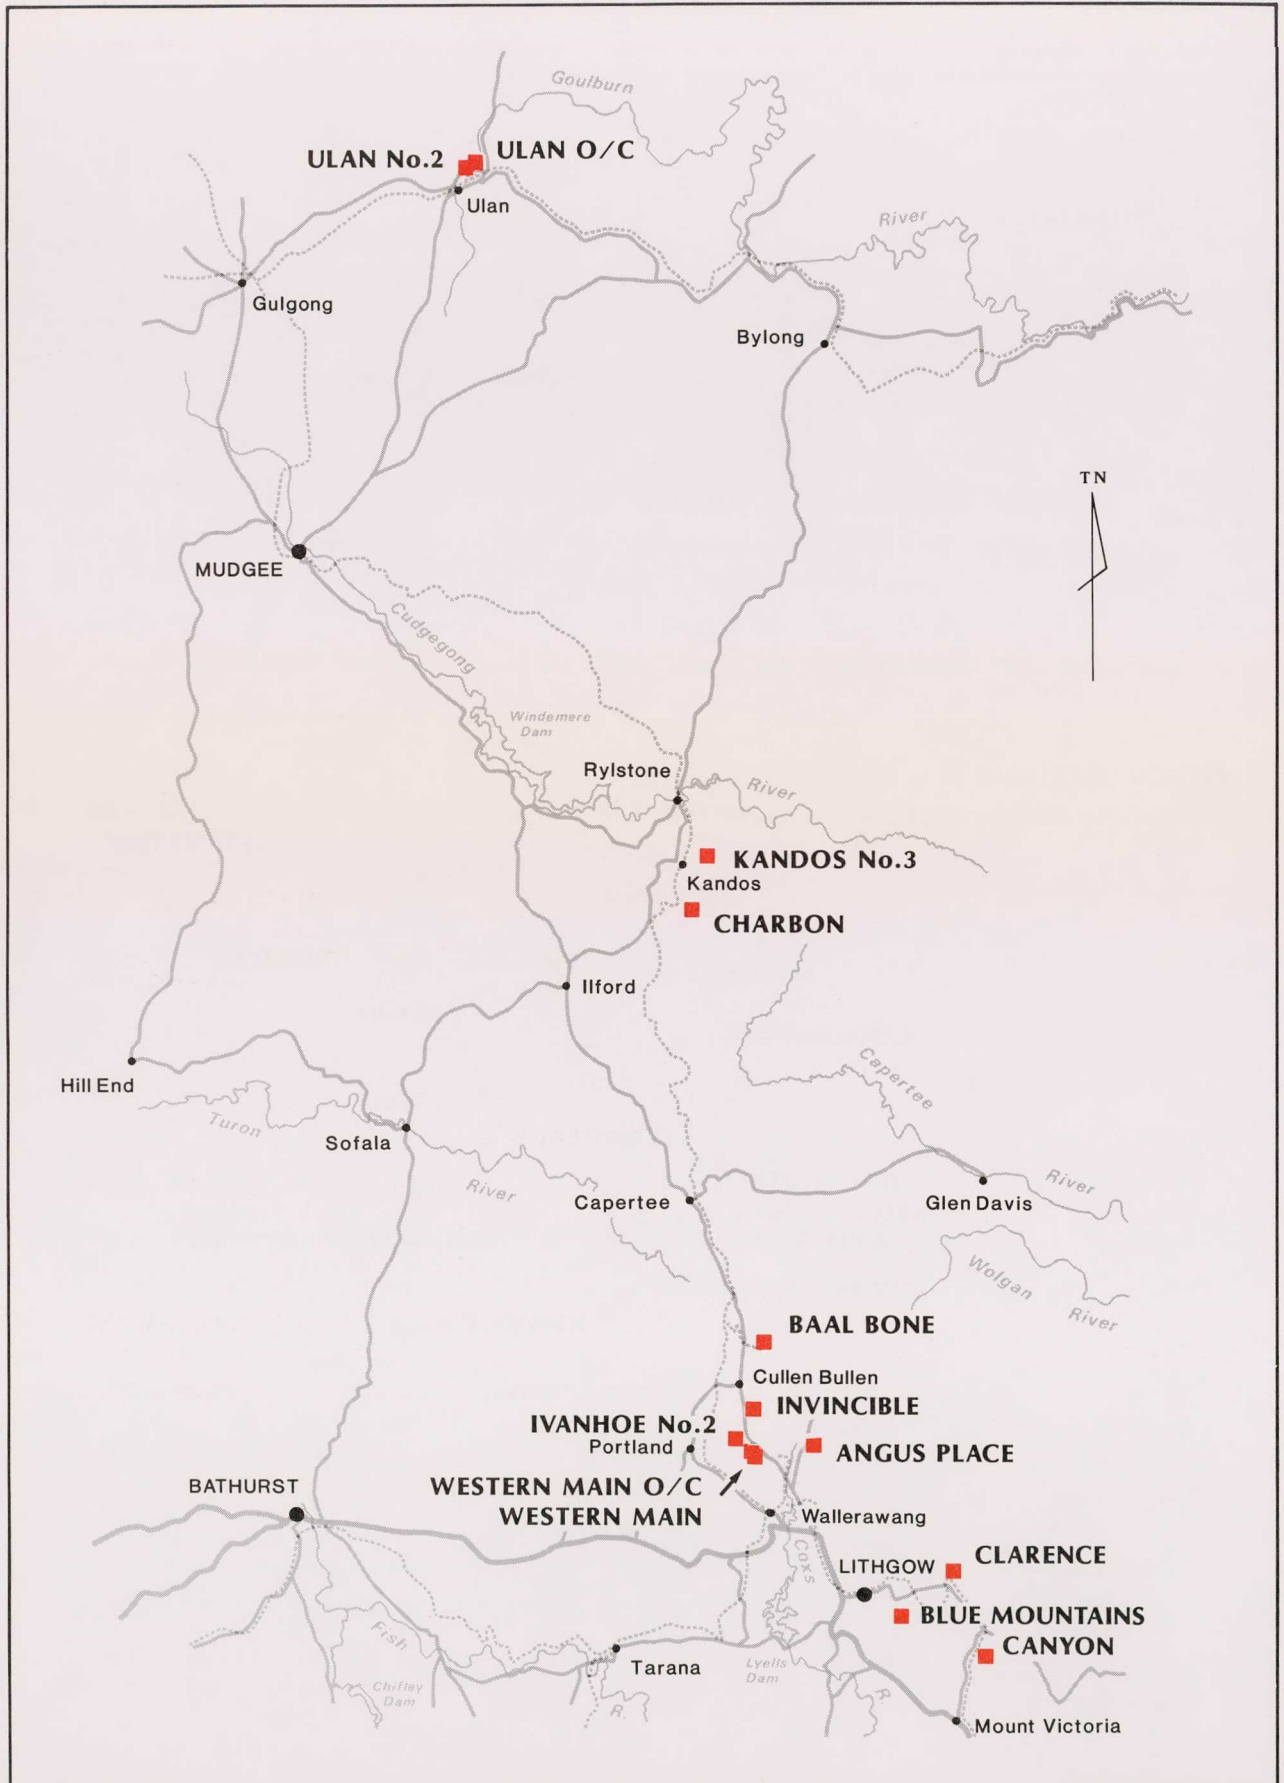 Goulburn
ULAN No.2
ULAN O/C
Ulan
River
Gulgong
Bylong
TN
MUDGEE
Cudgegong
Windemere
Dam
Rylstone
River
KANDOS No.3
Kandos
CHARBON
Ilford
Capertee
Hill End
Turon
Sofala
River
Capertee
Glen Davis
River
Wolgan
River
BAAL BONE
Cullen Bullen
INVINCIBLE
IVANHOE No.2
Portland
ANGUS PLACE
WESTERN MAIN O/C
WESTERN MAIN
BATHURST
Wallerawang
Coxs
LITHGOW
CLARENCE
BLUE MOUNTAINS
CANYON
Fish
Tarana
Lyells
Dam
Chifley
Dam
R.
R.
Mount Victoria